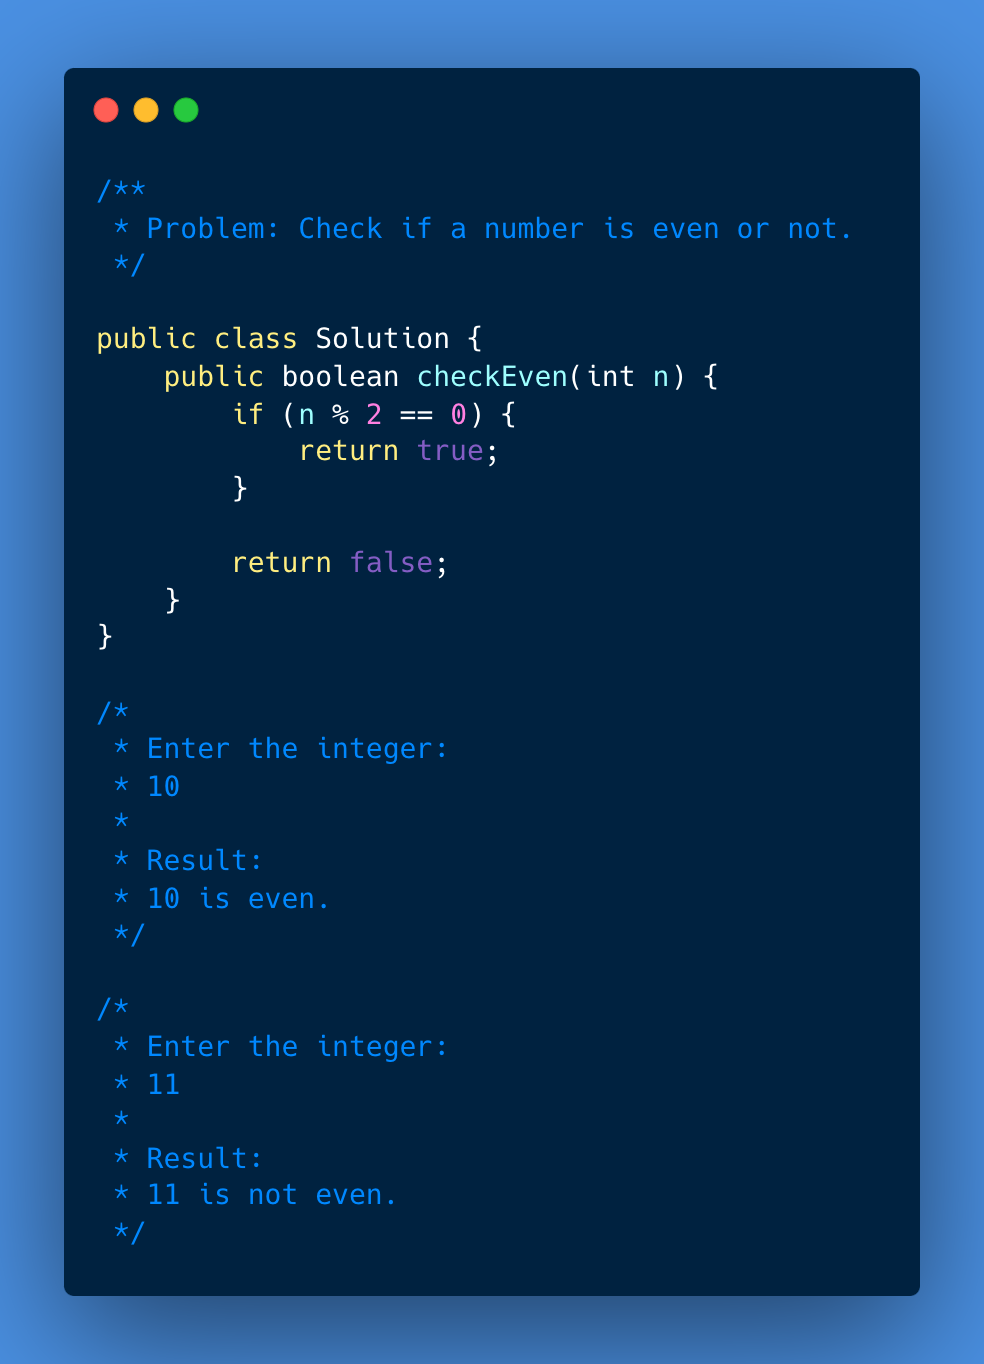 /**
 * Problem: Check if a number is even or not.
 */

public class Solution {
    public boolean checkEven(int n) {
        if (n % 2 == 0) {
            return true;
        }

        return false;
    }
}

/*
 * Enter the integer:
 * 10
 *
 * Result:
 * 10 is even.
 */

/*
 * Enter the integer:
 * 11
 *
 * Result:
 * 11 is not even.
 */